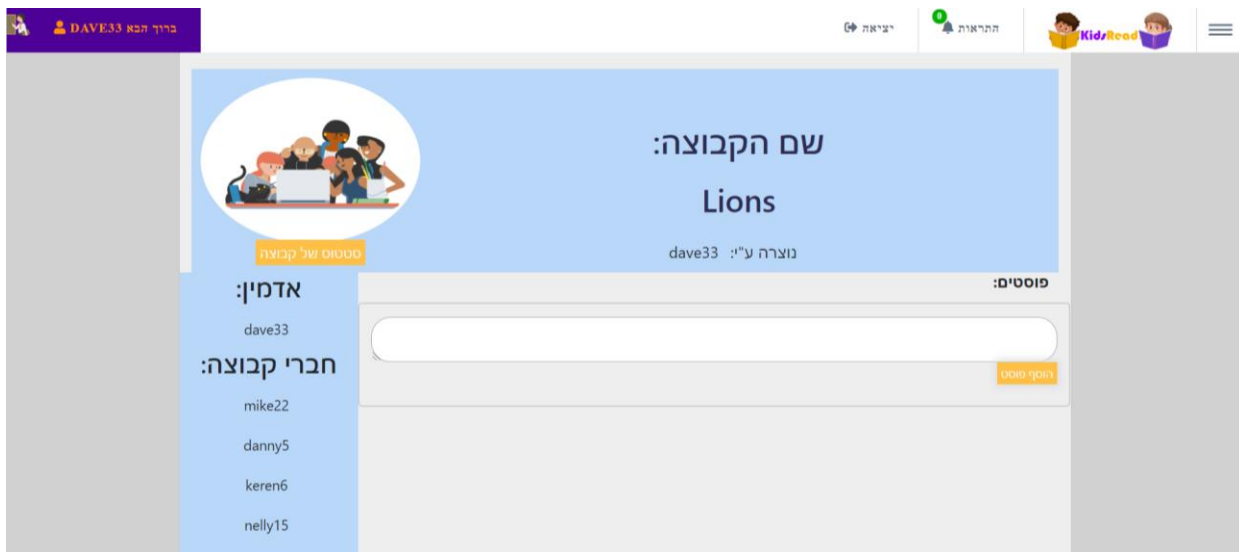 KidsRead
התראות 0
יציאה
ברוך הבא DAVE33
שם הקבוצה:
Lions
נוצרה ע"י: dave33
סטטוס של קבוצה
פוסטים:
הוסף פוסט
אדמין:
dave33
חברי קבוצה:
mike22
danny5
keren6
nelly15